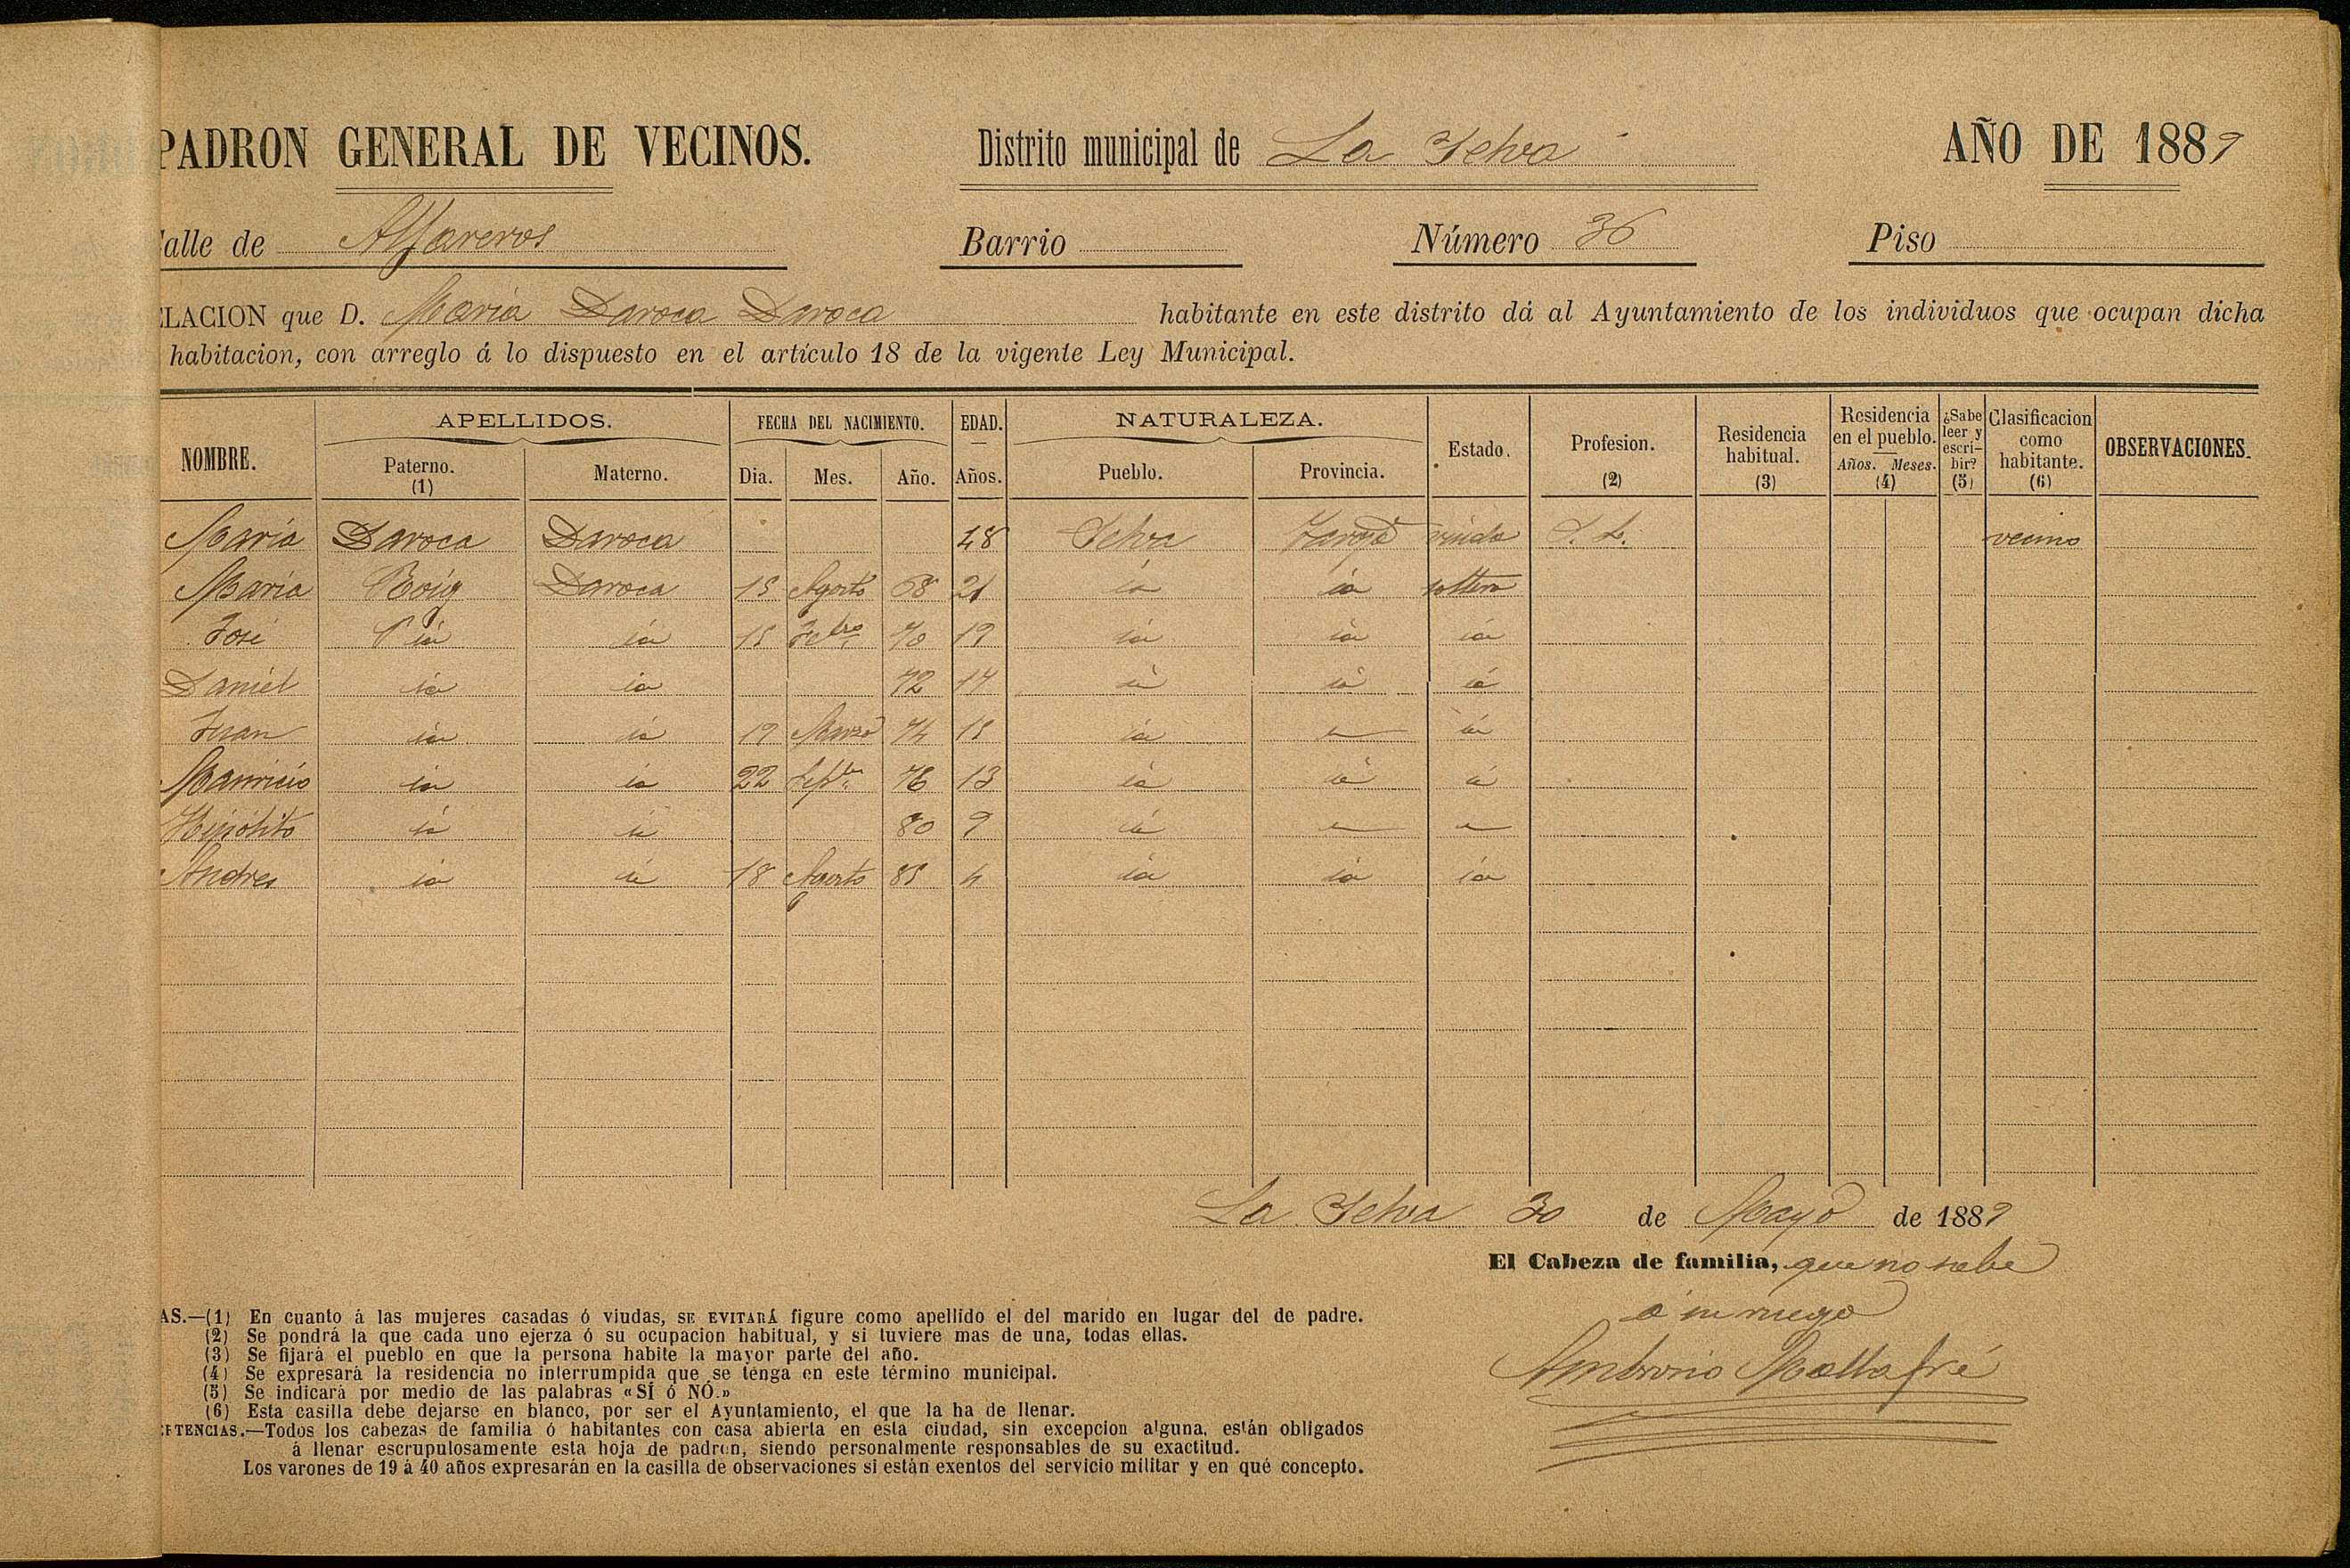 PADRON GENERAL DE VECINOS. Distrito municipal de La Selva AÑO DE 1889
alle de Alfareros Barrio Número 36 Piso
LACION que D. María Daroca Daroca habitante en este distrito dá al Ayuntamiento de los individuos que ocupan dicha
habitacion, con arreglo á lo dispuesto en el artículo 18 de la vigente Ley Municipal.
NOMBRE. APELLIDOS. FECHA DEL NACIMIENTO. EDAD. NATURALEZA. Estado. Profesion. (2) Residencia habitual. (3) Residencia en el pueblo. Años. Meses. (4) ¿Sabe leer y escribir? (5) Clasificacion como habitante. (6) OBSERVACIONES.
Paterno. (1) Materno. Dia. Mes. Año. Años. Pueblo. Provincia.
María Daroca Daroca 48 Selva Tarragª viuda S. L. vecino
María Roig Daroca 15 Agosto 68 21 id id soltera
José id id 15 Febro. 70 19 id id id
Daniel id id 72 17 id id id
Juan id id 19 Marzo 74 15 id id
Mauricio id id 22 Sepbre. 76 13 id id id
Hipólito id id 80 9 id
Andres id id 18 Agosto 85 4 id id id
La Selva 30 de Mayo de 1889
El Cabeza de familia, que no sabe
á su ruego
Ambrosio Mallafré
AS.—(1) En cuanto á las mujeres casadas ó viudas, SE EVITARÁ figure como apellido el del marido en lugar del de padre.
(2) Se pondrá la que cada uno ejerza ó su ocupacion habitual, y si tuviere mas de una, todas ellas.
(3) Se fijará el pueblo en que la persona habite la mayor parte del año.
(4) Se expresará la residencia no interrumpida que se tenga en este término municipal.
(5) Se indicará por medio de las palabras «SÍ ó NÓ.»
(6) Esta casilla debe dejarse en blanco, por ser el Ayuntamiento, el que la ha de llenar.
RTENCIAS.—Todos los cabezas de familia ó habitantes con casa abierta en esta ciudad, sin excepcion alguna, están obligados
á llenar escrupulosamente esta hoja de padron, siendo personalmente responsables de su exactitud.
Los varones de 19 á 40 años expresarán en la casilla de observaciones si están exentos del servicio militar y en qué concepto.